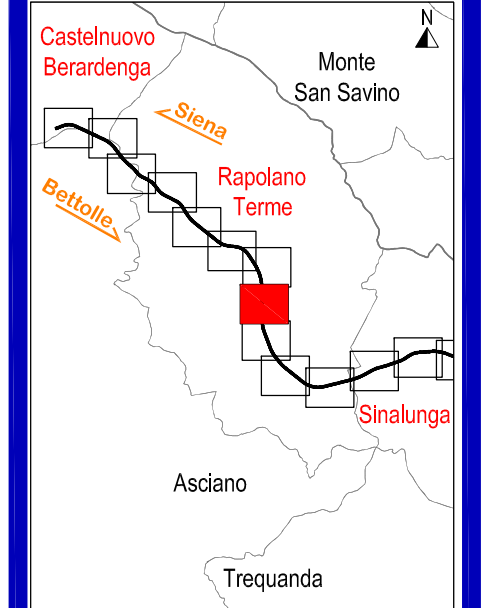 N
Castelnuovo
Berardenga
Monte
San Savino
Siena
Rapolano
Terme
Bettolle
Sinalunga
Asciano
Trequanda